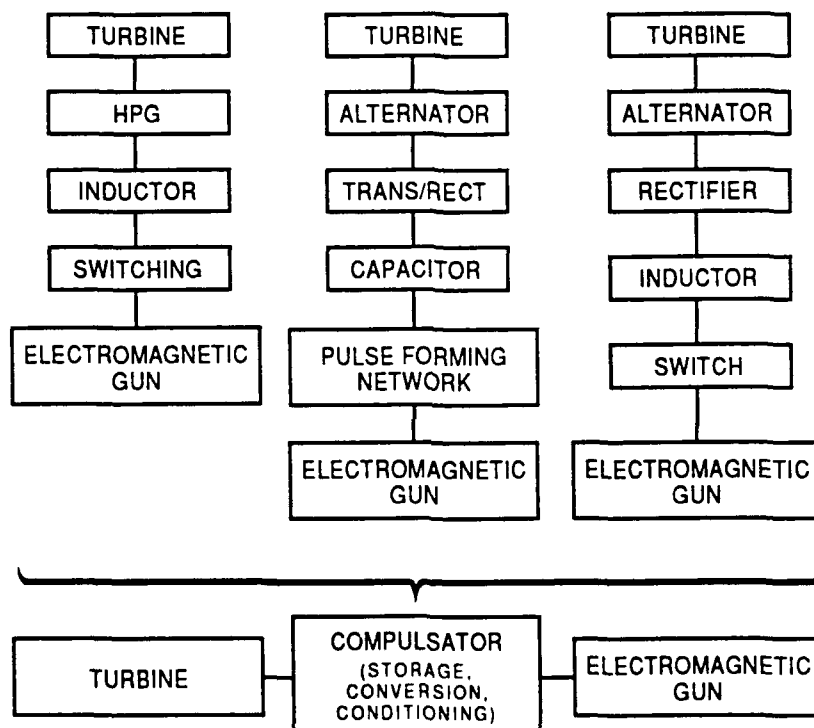 TURBINE
HPG
INDUCTOR
SWITCHING
ELECTROMAGNETIC
GUN
TURBINE
ALTERNATOR
TRANS/RECT
CAPACITOR
PULSE FORMING
NETWORK
ELECTROMAGNETIC
GUN
TURBINE
ALTERNATOR
RECTIFIER
INDUCTOR
SWITCH
ELECTROMAGNETIC
GUN
TURBINE
COMPULSATOR
(STORAGE,
CONVERSION,
CONDITIONING)
ELECTROMAGNETIC
GUN